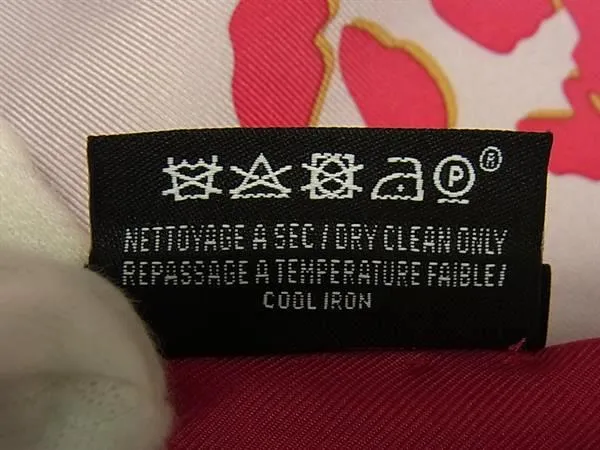 P ®
NETTOYAGE A SEC / DRY CLEAN ONLY
REPASSAGE A TEMPERATURE FAIBLE /
COOL IRON